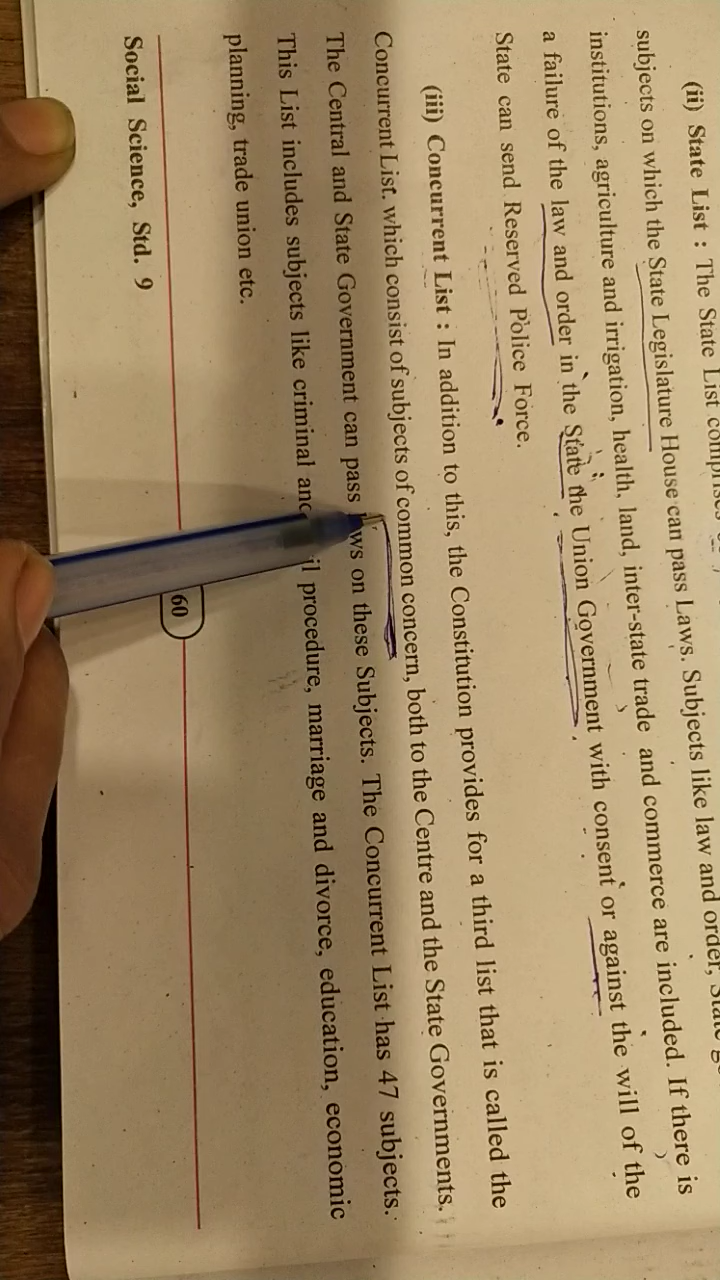 (ii) State List : The State List comprises
subjects on which the State Legislature House can pass Laws. Subjects like law and order,
institutions, agriculture and irrigation, health, land, inter-state trade and commerce are included. If there is
a failure of the law and order in the State the Union Government with consent or against the will of the
State can send Reserved Police Force.
(iii) Concurrent List : In addition to this, the Constitution provides for a third list that is called the
Concurrent List. which consist of subjects of common concern, both to the Centre and the State Governments.
The Central and State Government can pass on these Subjects. The Concurrent List has 47 subjects.
This List includes subjects like criminal procedure, marriage and divorce, education, economic
planning, trade union etc.
60
Social Science, Std. 9